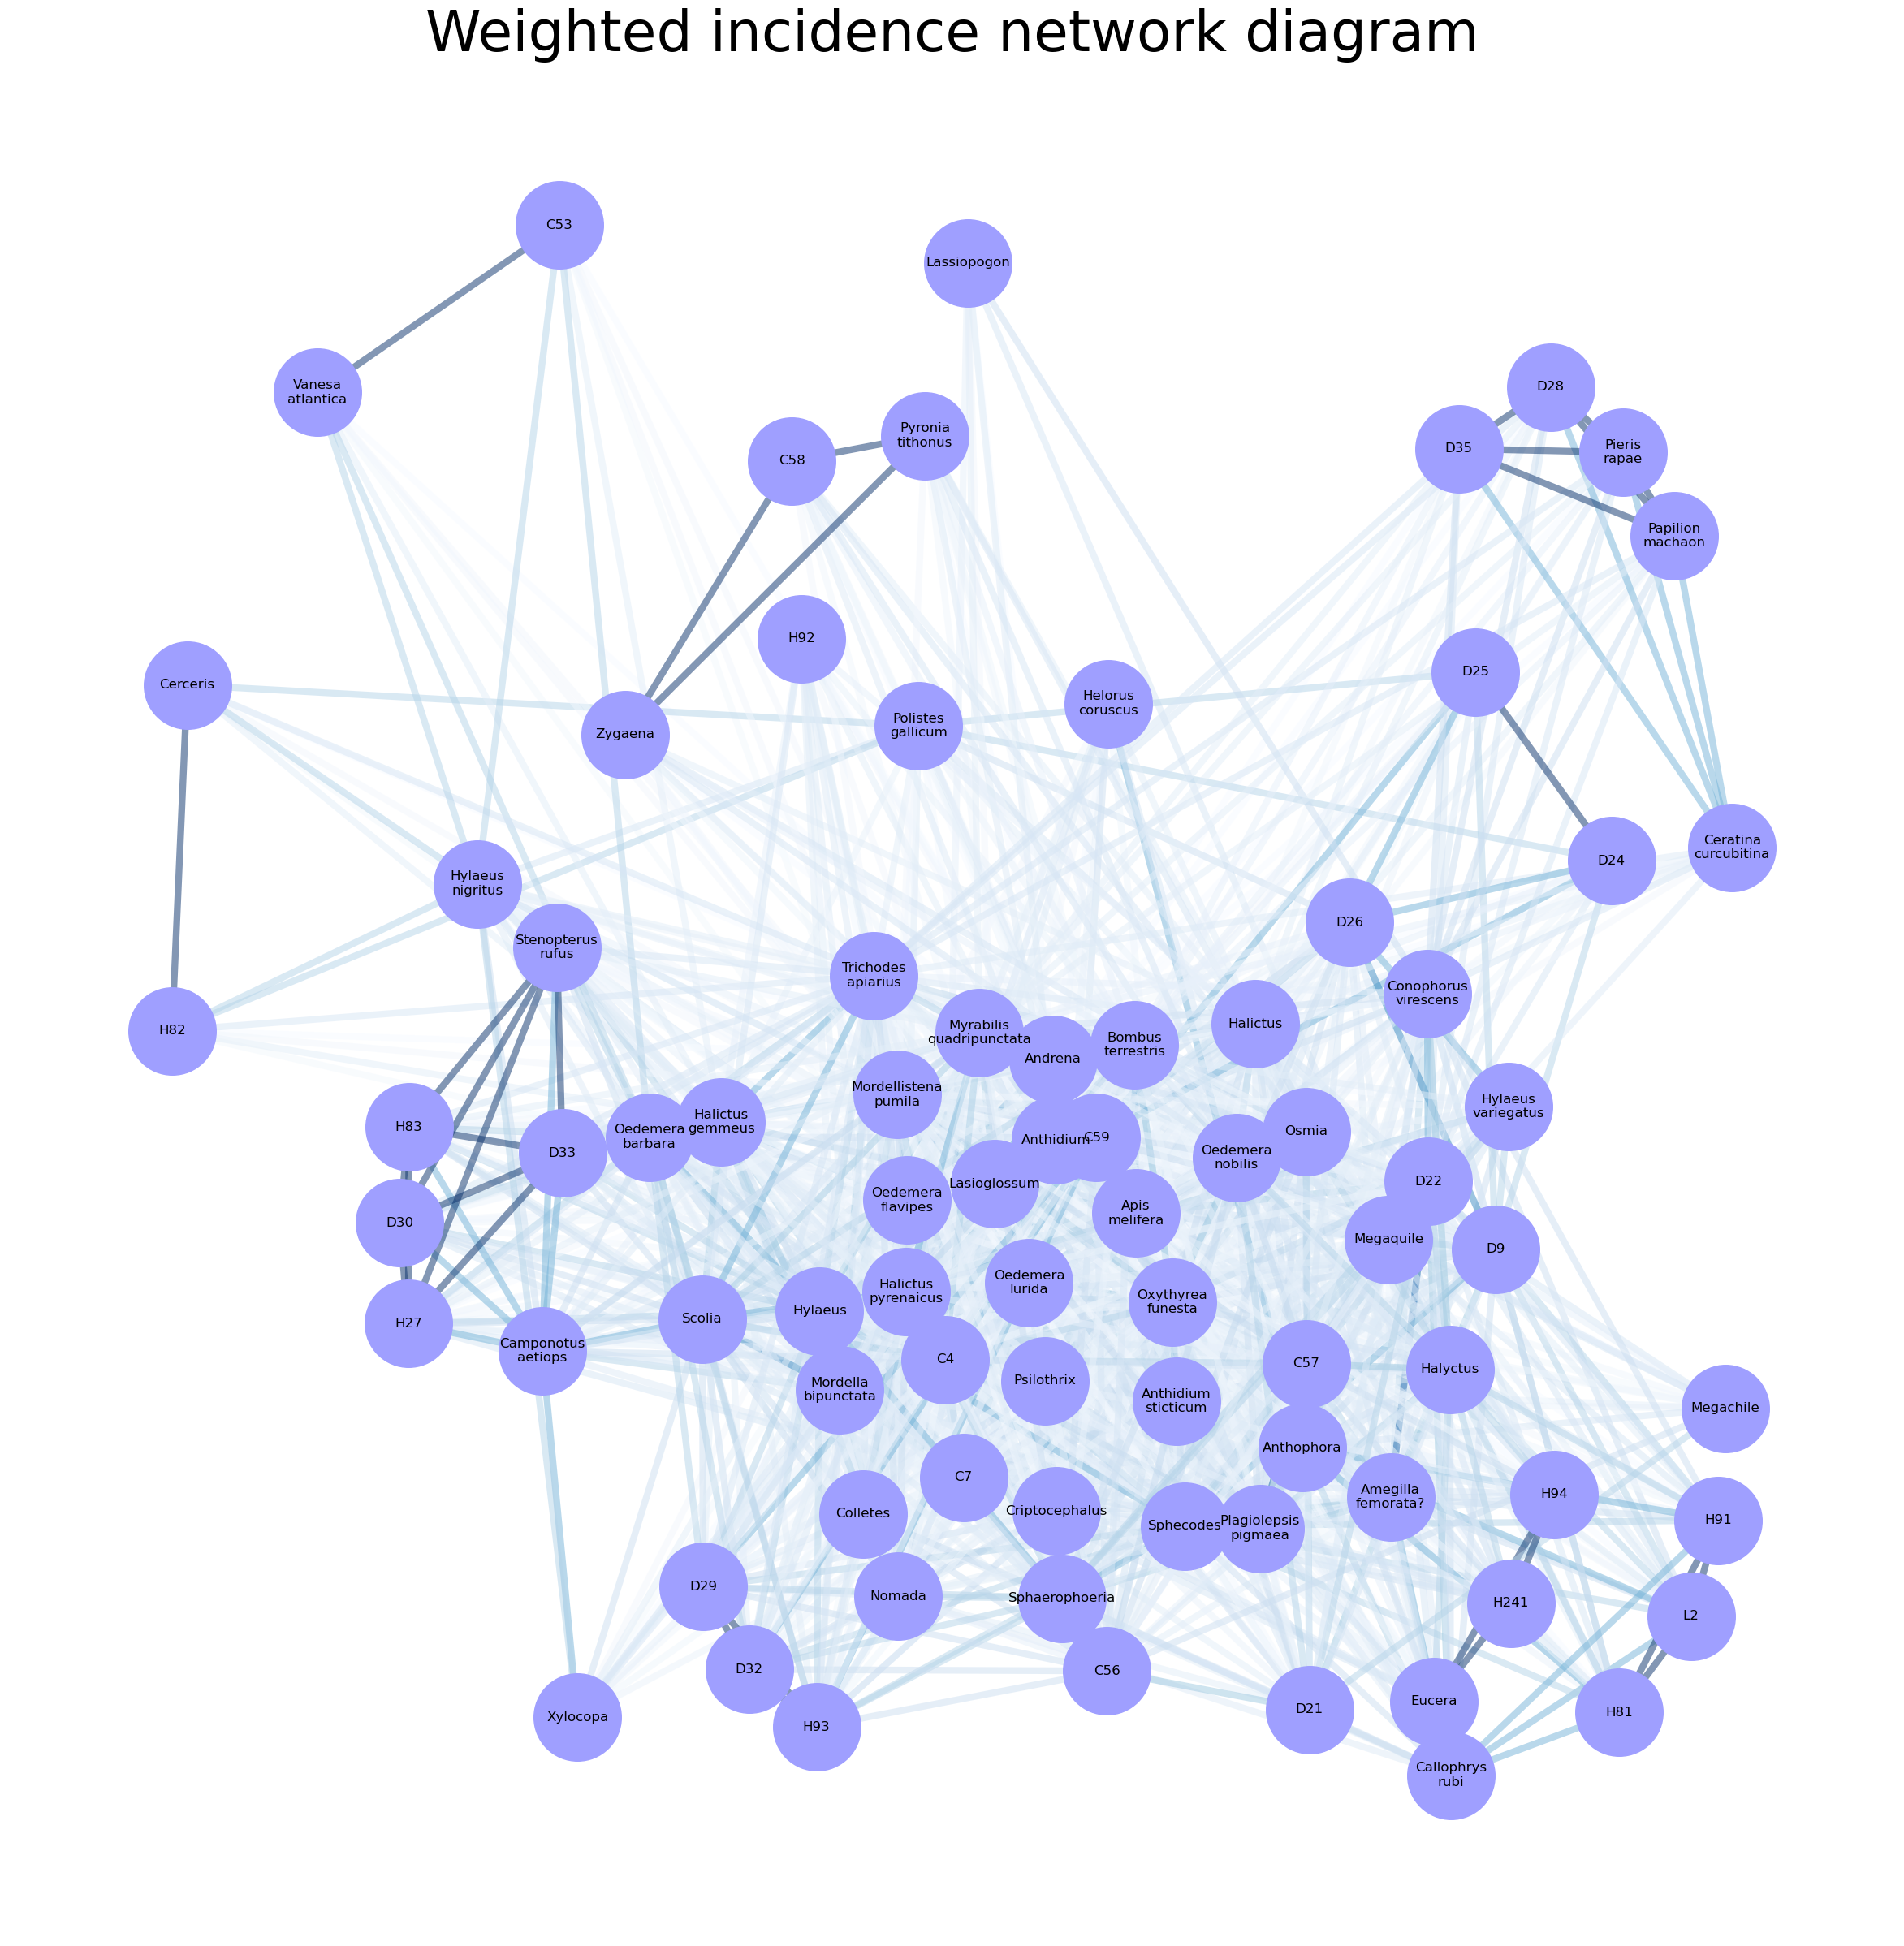 Weighted incidence network diagram
C53
Lassiopogon
Vanesa
atlantica
D28
Pyronia
tithonus
D35
Pieris
rapae
C58
Papilion
machaon
H92
Cerceris
D25
Helorus
coruscus
Zygaena
Polistes
gallicum
Ceratina
curcubitina
D24
Hylaeus
nigritus
D26
Stenopterus
rufus
Trichodes
apiarius
Conophorus
virescens
H82
Myrabilis
quadripunctata
Halictus
Bombus
terrestris
Andrena
Mordellistena
pumila
Hylaeus
variegatus
H83
Halictus
gemmeus
Oedemera
barbara
D33
Anthidium
C59
Osmia
Oedemera
nobilis
Lasioglossum
D22
Oedemera
flavipes
Apis
melifera
D30
Megaquile
D9
Oedemera
lurida
Halictus
pyrenaicus
Oxythyrea
funesta
H27
Scolia
Hylaeus
Camponotus
aetiops
C4
C57
Halyctus
Mordella
bipunctata
Psilothrix
Anthidium
sticticum
Megachile
Anthophora
C7
Amegilla
femorata?
H94
Colletes
Criptocephalus
Sphecodes
Plagiolepsis
pigmaea
H91
D29
Nomada
Sphaerophoeria
H241
L2
D32
C56
Xylocopa
H93
D21
Eucera
H81
Callophrys
rubi